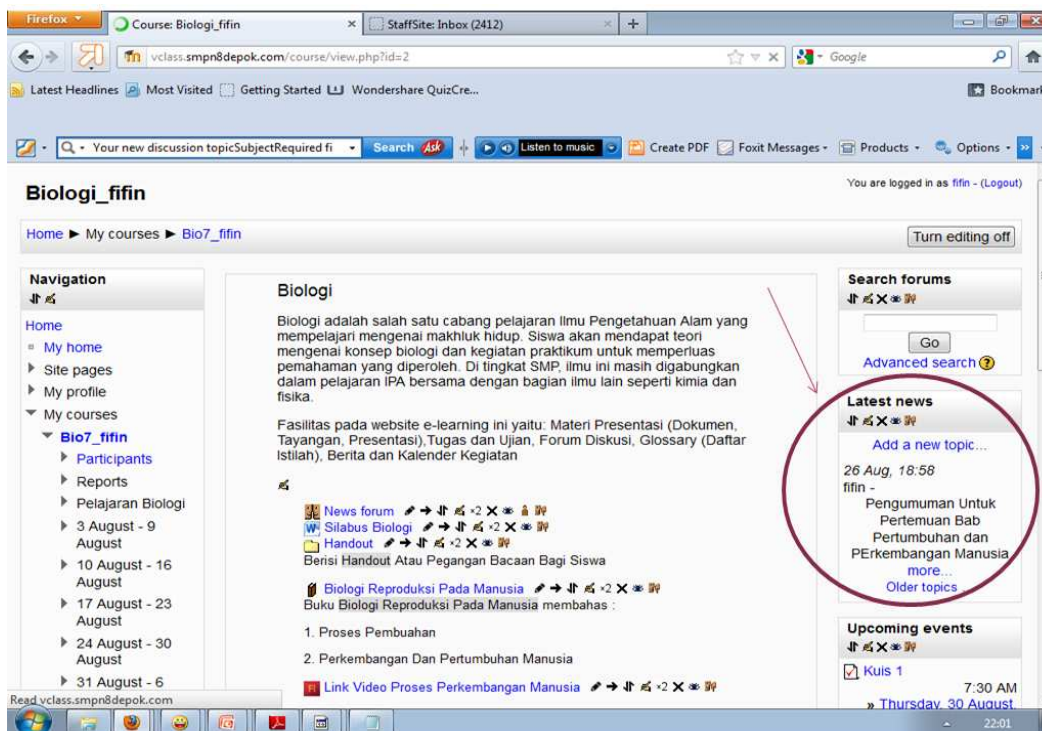 Firefox
Course: Biologi_fifin
StaffSite: Inbox (2412)
vclass.smpn8depok.com/course/view.php?id=2
Google
Latest Headlines Most Visited Getting Started Wondershare QuizCre...
Bookmar
Your new discussion topicSubjectRequired fi Search Ask Listen to music Create PDF Foxit Messages Products Options
Biologi_fifin
You are logged in as fifin - (Logout)
Home ► My courses ► Bio7_fifin
Turn editing off
Navigation
Home
My home
Site pages
My profile
My courses
Bio7_fifin
Participants
Reports
Pelajaran Biologi
3 August - 9
August
10 August - 16
August
17 August - 23
August
24 August - 30
August
31 August - 6
Biologi
Biologi adalah salah satu cabang pelajaran Ilmu Pengetahuan Alam yang
mempelajari mengenai makhluk hidup. Siswa akan mendapat teori
mengenai konsep biologi dan kegiatan praktikum untuk memperluas
pemahaman yang diperoleh. Di tingkat SMP, ilmu ini masih digabungkan
dalam pelajaran IPA bersama dengan bagian ilmu lain seperti kimia dan
fisika.
Fasilitas pada website e-learning ini yaitu: Materi Presentasi (Dokumen,
Tayangan, Presentasi),Tugas dan Ujian, Forum Diskusi, Glossary (Daftar
Istilah), Berita dan Kalender Kegiatan
News forum ×2
Silabus Biologi ×2
Handout ×2
Berisi Handout Atau Pegangan Bacaan Bagi Siswa
Biologi Reproduksi Pada Manusia ×2
Buku Biologi Reproduksi Pada Manusia membahas :
1. Proses Pembuahan
2. Perkembangan Dan Pertumbuhan Manusia
Link Video Proses Perkembangan Manusia ×2
Search forums
Go
Advanced search
Latest news
Add a new topic...
26 Aug, 18:58
fifin -
Pengumuman Untuk
Pertemuan Bab
Pertumbuhan dan
PErkembangan Manusia
more...
Older topics ...
Upcoming events
Kuis 1
7:30 AM
» Thursday, 30 August,
Read vclass.smpn8depok.com
22:01